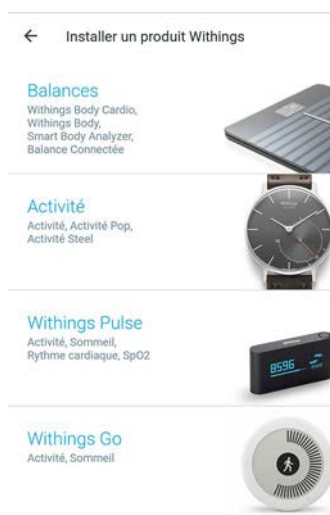 Installer un produit Withings
Balances
Withings Body Cardio,
Withings Body,
Smart Body Analyzer,
Balance Connectée
Activité
Activité, Activité Pop,
Activité Steel
Withings Pulse
Activité, Sommeil,
Rythme cardiaque, SpO2
8596
Withings Go
Activité, Sommeil